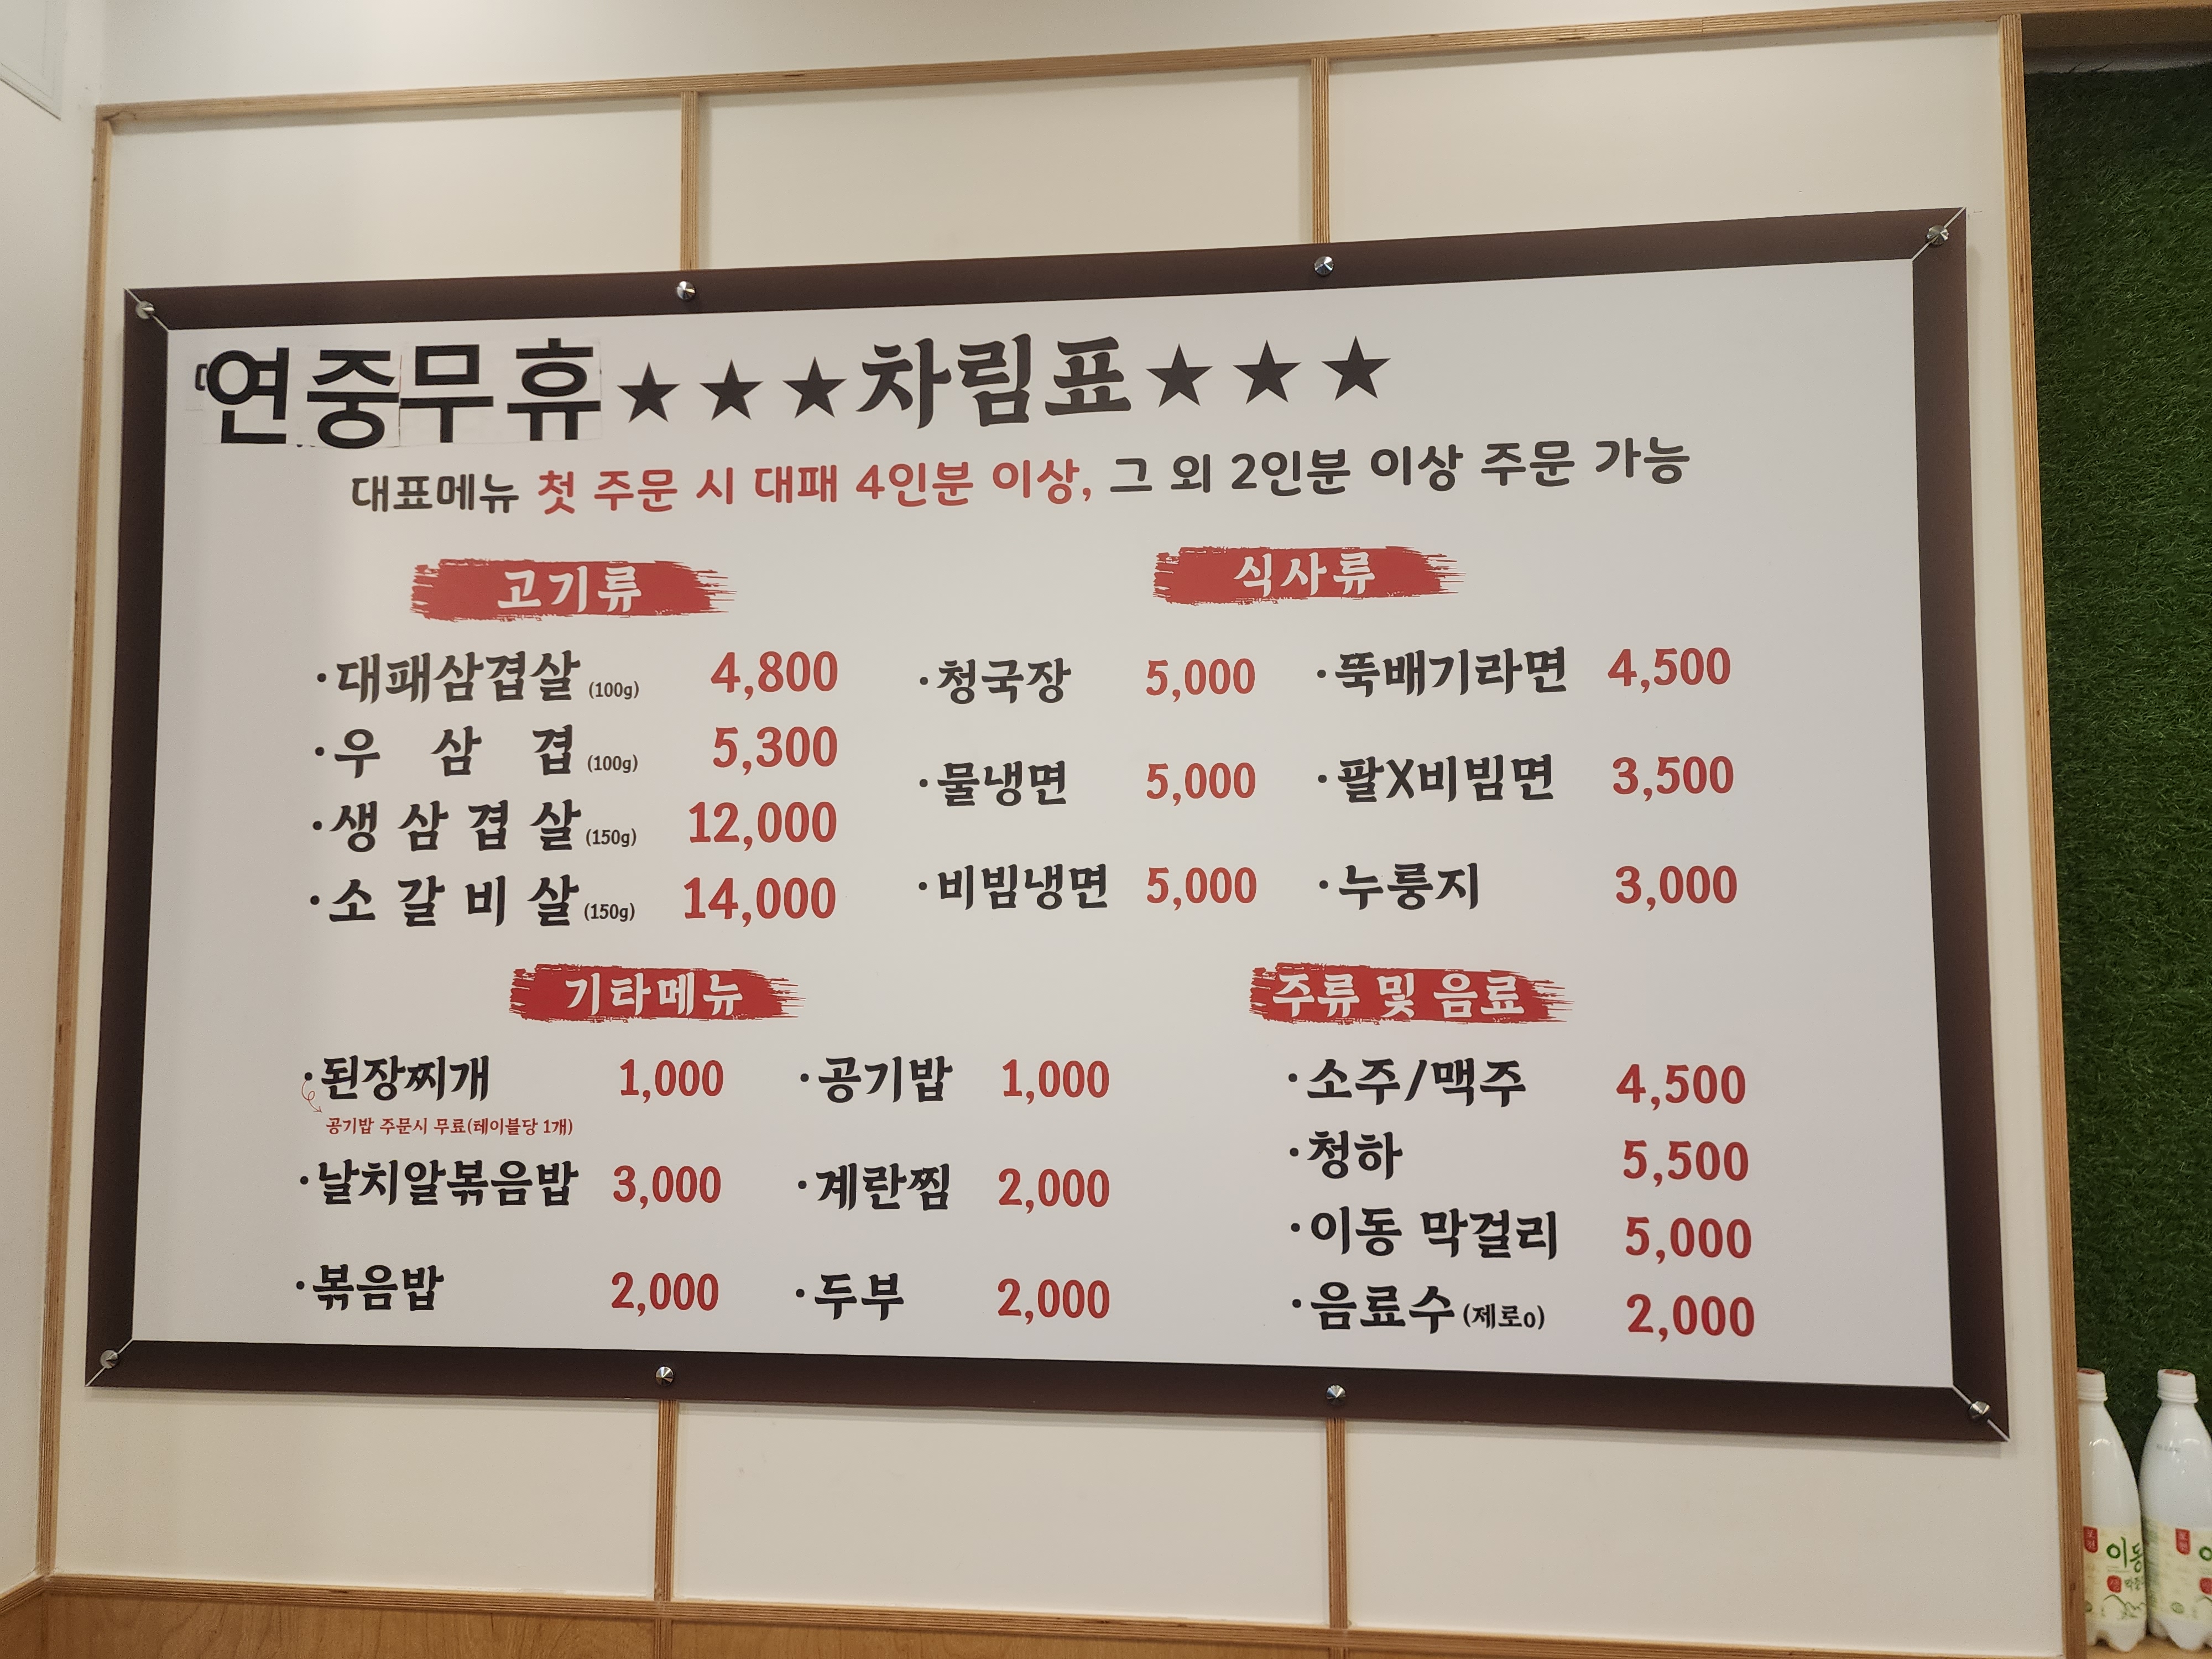 연중무휴★★★차림표★★★
대표메뉴 첫 주문 시 대패 4인분 이상, 그 외 2인분 이상 주문 가능
고기류
·대패삼겹살 (100g) 4,800
·우 삼 겹 (100g) 5,300
·생 삼 겹 살 (150g) 12,000
·소 갈 비 살 (150g) 14,000
식사류
·청국장 5,000 ·뚝배기라면 4,500
·물냉면 5,000 ·팔X비빔면 3,500
·비빔냉면 5,000 ·누룽지 3,000
기타메뉴
·된장찌개 1,000 ·공기밥 1,000
공기밥 주문시 무료(테이블당 1개)
·날치알볶음밥 3,000 ·계란찜 2,000
·볶음밥 2,000 ·두부 2,000
주류 및 음료
·소주/맥주 4,500
·청하 5,500
·이동 막걸리 5,000
·음료수 (제로0) 2,000
이동